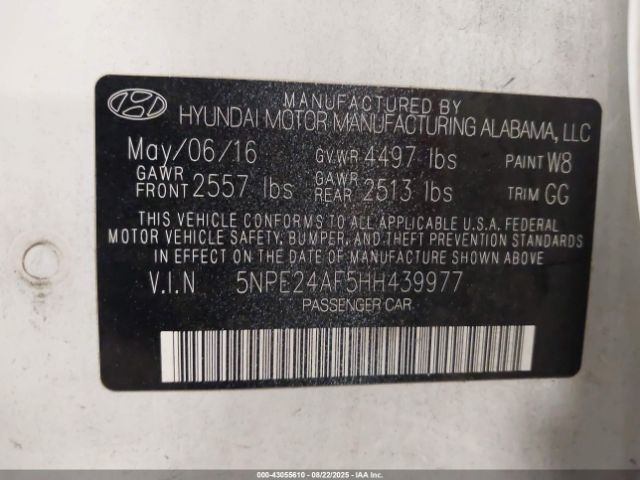 MANUFACTURED BY
HYUNDAI MOTOR MANUFACTURING ALABAMA, LLC
May/06/16 GVWR 4497 lbs PAINT W8
GAWR FRONT 2557 lbs GAWR REAR 2513 lbs TRIM GG
THIS VEHICLE CONFORMS TO ALL APPLICABLE U.S.A. FEDERAL
MOTOR VEHICLE SAFETY, BUMPER, AND THEFT PREVENTION STANDARDS
IN EFFECT ON THE DATE OF MANUFACTURE SHOWN ABOVE.
V.I.N 5NPE24AF5HH439977
PASSENGER CAR
000-43055610 - 08/22/2025 - IAAI.COM